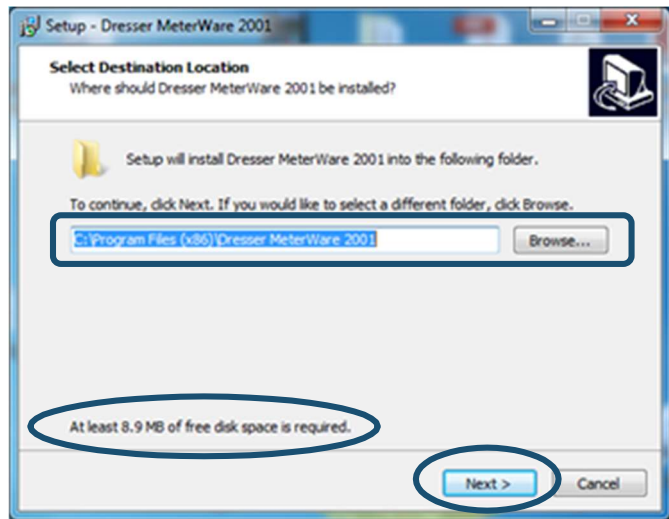 Setup - Dresser MeterWare 2001
Select Destination Location
Where should Dresser MeterWare 2001 be installed?
Setup will install Dresser MeterWare 2001 into the following folder.
To continue, click Next. If you would like to select a different folder, click Browse.
C:\Program Files (x86)\Dresser MeterWare 2001
Browse...
At least 8.9 MB of free disk space is required.
Next >
Cancel